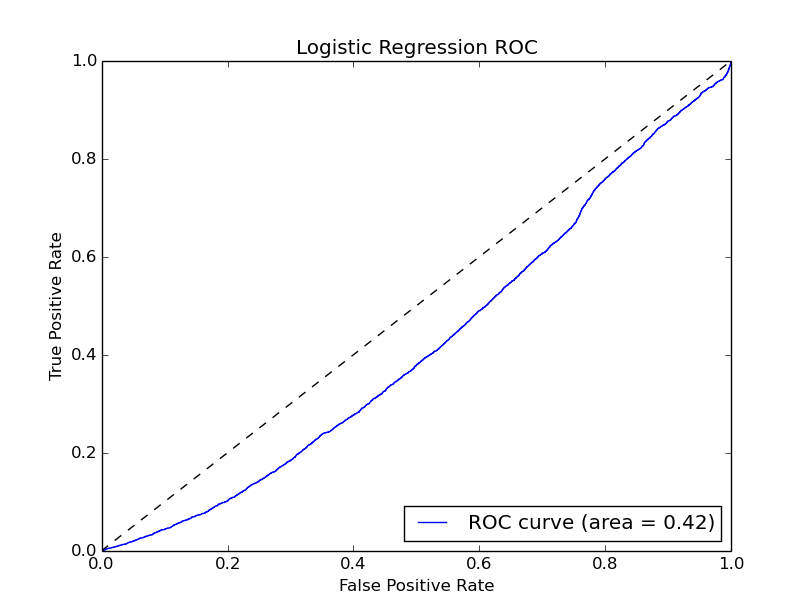 Logistic Regression ROC
1.0
0.8
0.6
0.4
0.2
0.0
True Positive Rate
ROC curve (area = 0.42)
0.0 0.2 0.4 0.6 0.8 1.0
False Positive Rate